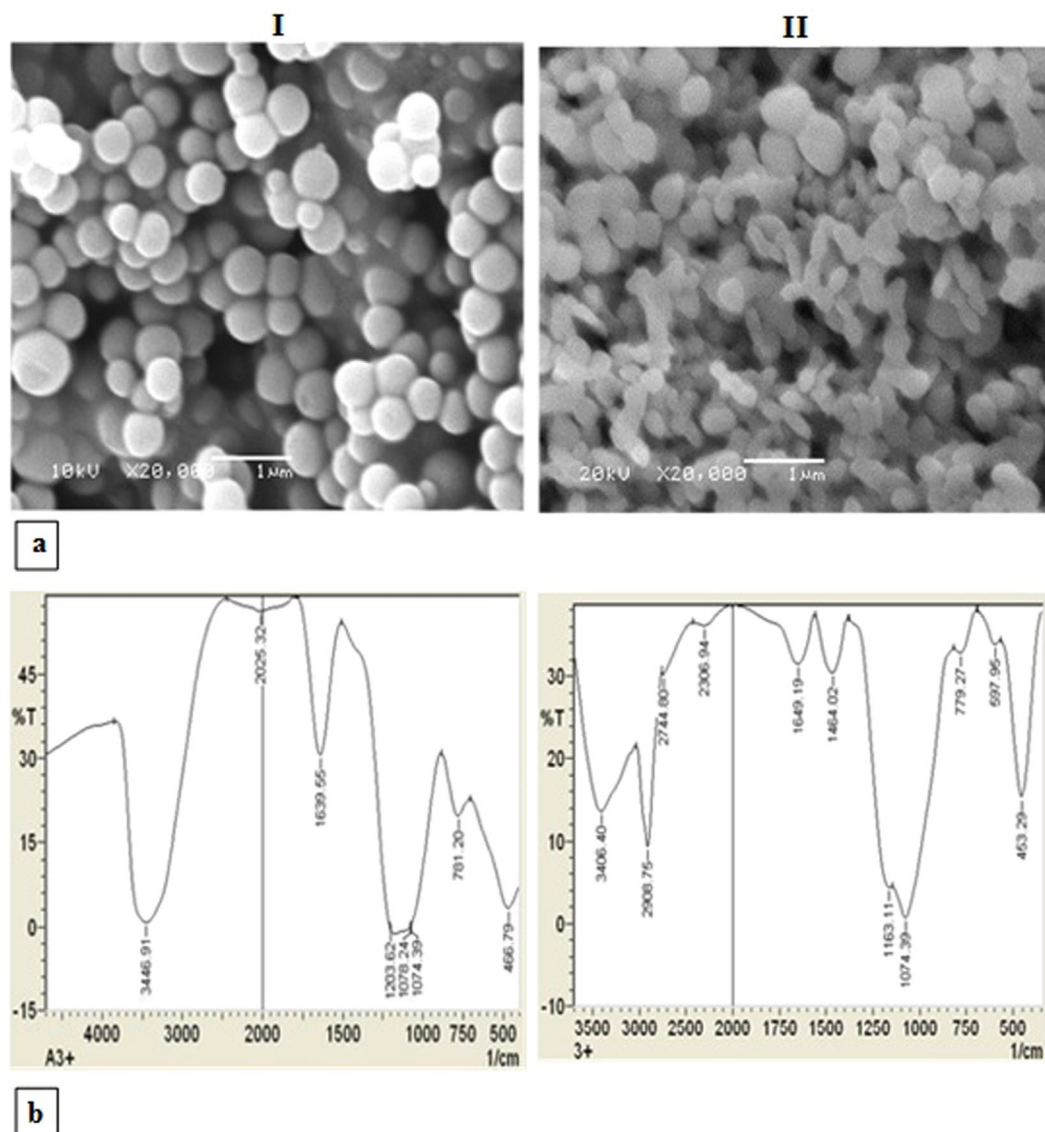 I
II
10kV X20,000 1μm
20kV X20,000 1μm
a
45
%T
30
15
0
-15
2025.32
1639.55
3446.91
1203.62
1078.24
1074.39
781.20
466.79
4000 3000 2000 1500 1000 750 500
A3+ 1/cm
30
%T
20
10
0
-10
3406.40
2908.75
2744.80
2306.94
1649.19
1464.02
1163.11
1074.39
779.27
597.95
453.29
3500 3000 2500 2000 1750 1500 1250 1000 750 500
3+ 1/cm
b